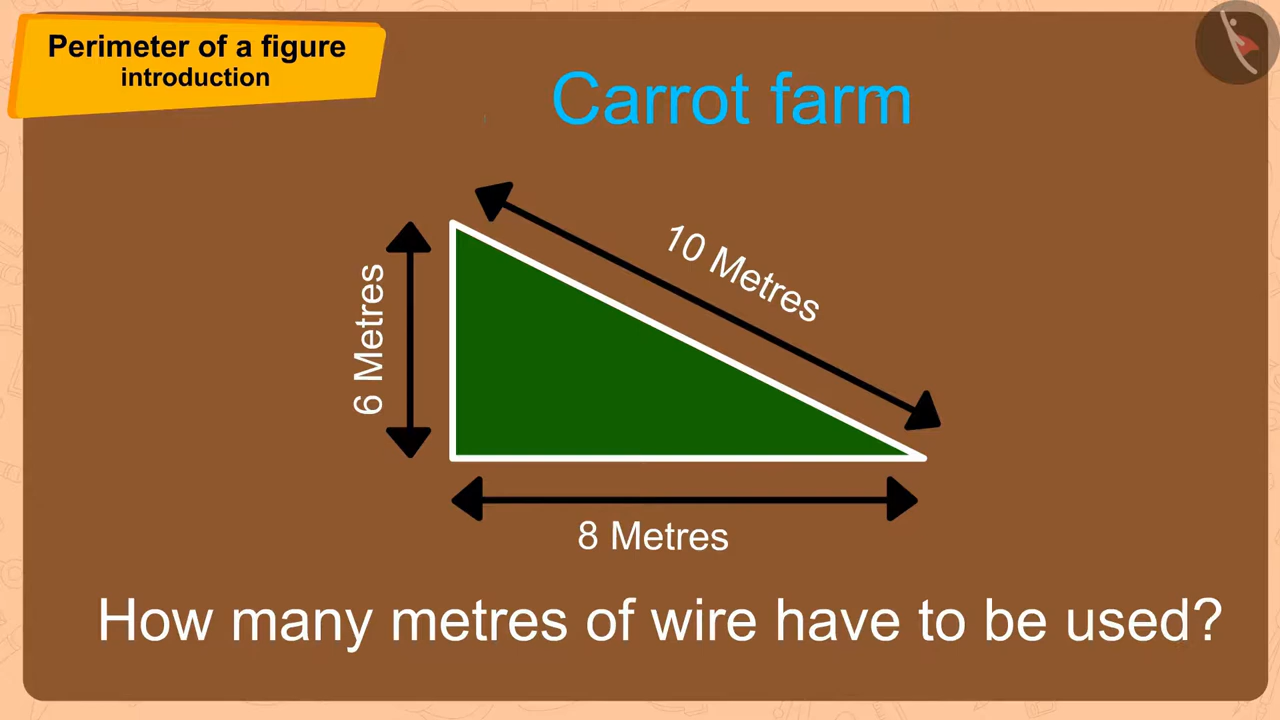 Perimeter of a figure
introduction
Carrot farm
10 Metres
6 Metres
8 Metres
How many metres of wire have to be used?